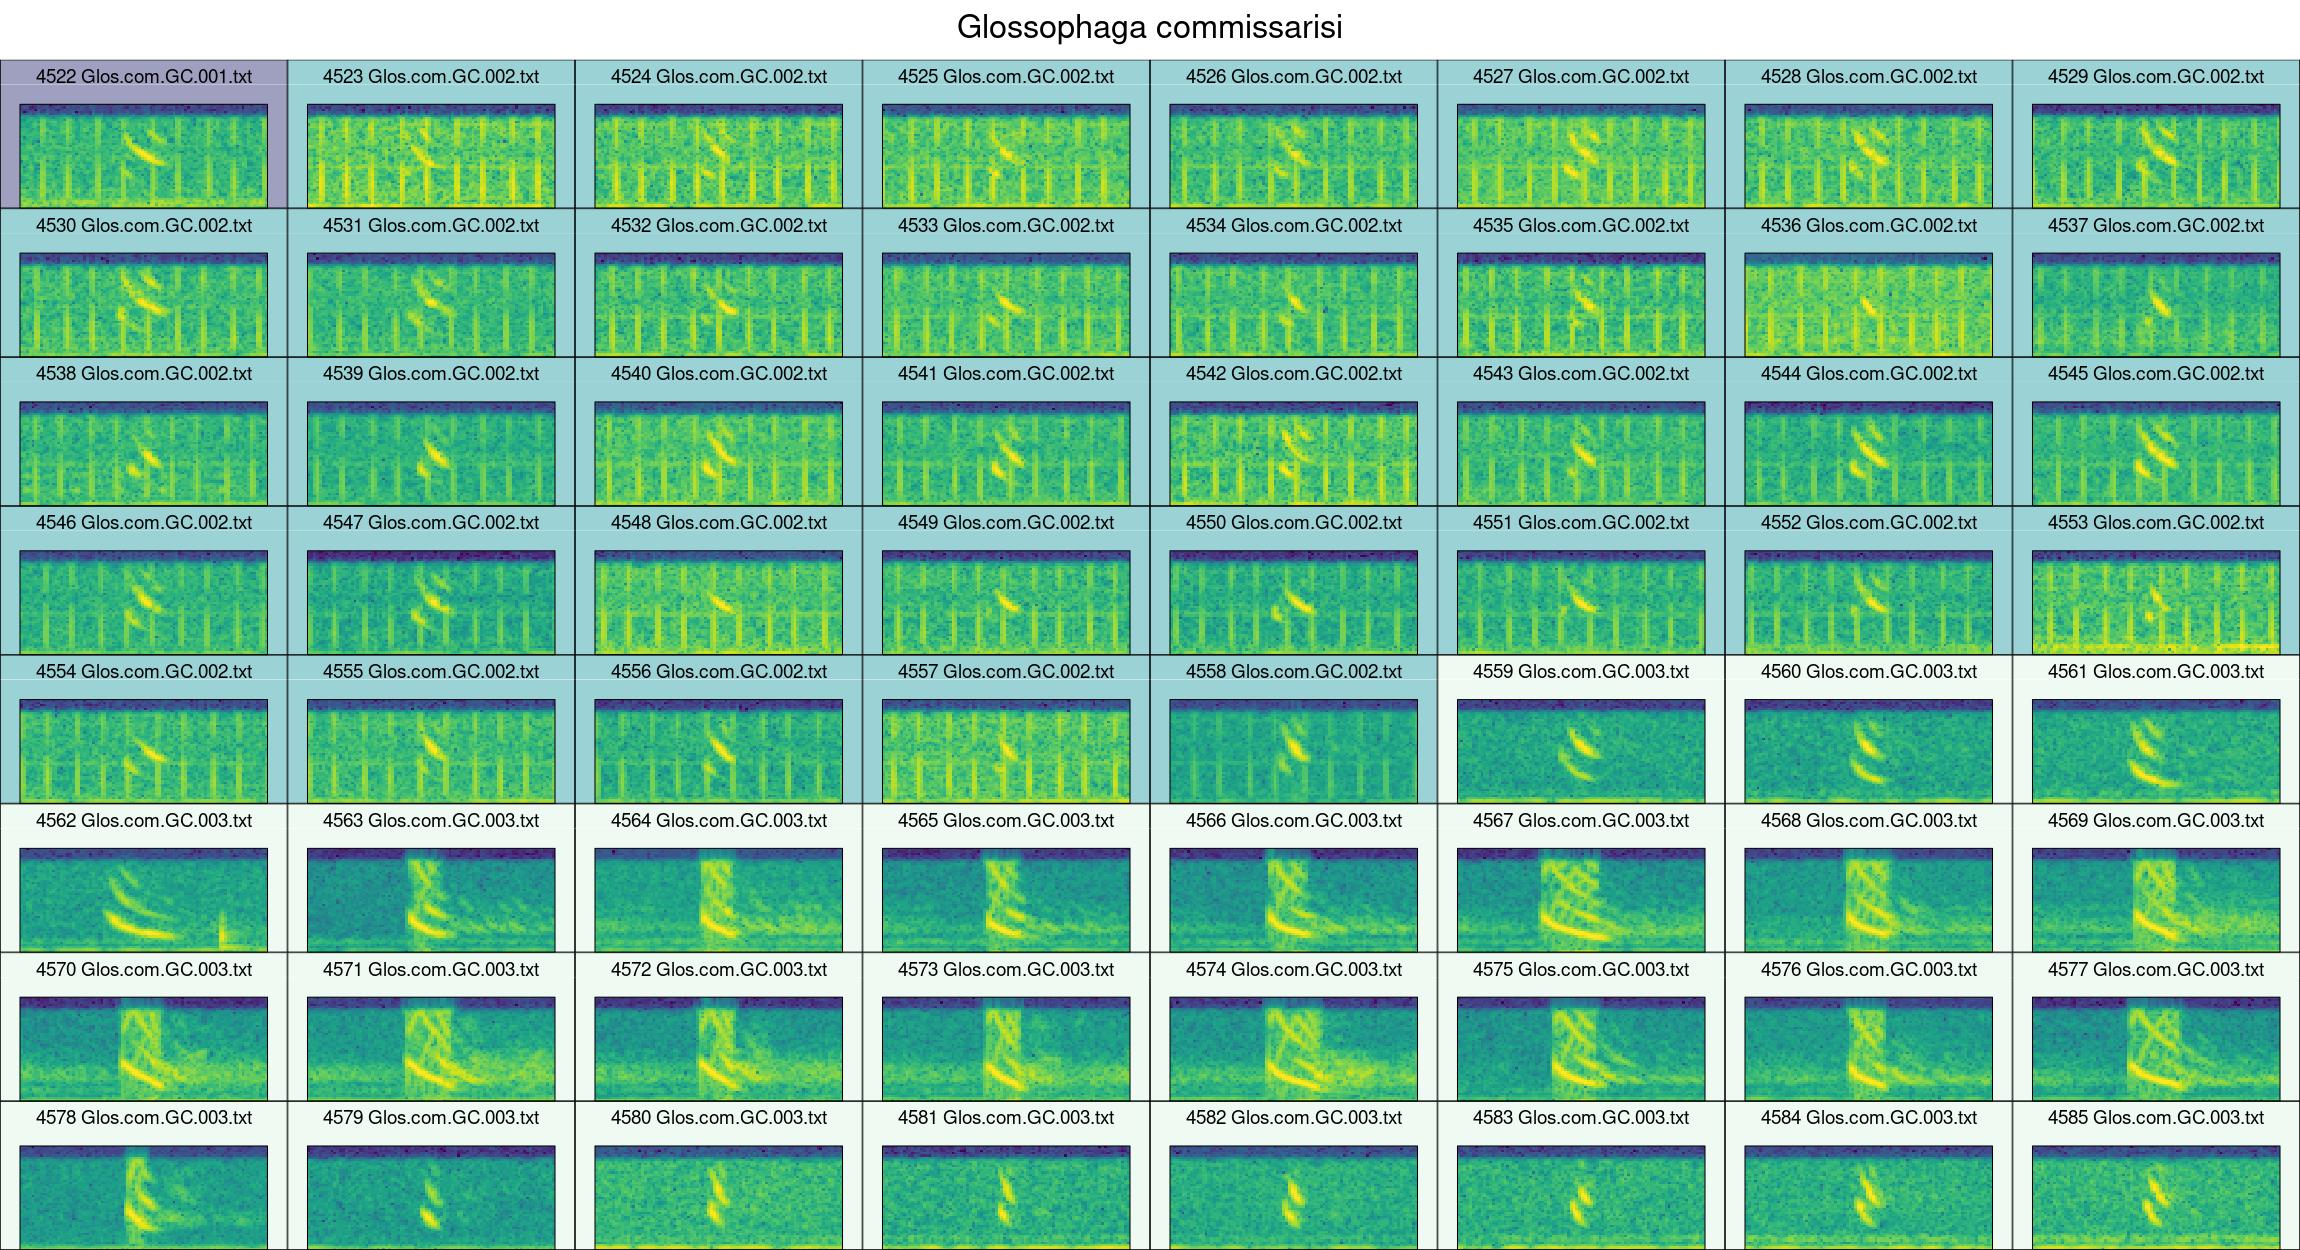 Glossophaga commissarisi
4522 Glos.com.GC.001.txt 4523 Glos.com.GC.002.txt 4524 Glos.com.GC.002.txt 4525 Glos.com.GC.002.txt 4526 Glos.com.GC.002.txt 4527 Glos.com.GC.002.txt 4528 Glos.com.GC.002.txt 4529 Glos.com.GC.002.txt
4530 Glos.com.GC.002.txt 4531 Glos.com.GC.002.txt 4532 Glos.com.GC.002.txt 4533 Glos.com.GC.002.txt 4534 Glos.com.GC.002.txt 4535 Glos.com.GC.002.txt 4536 Glos.com.GC.002.txt 4537 Glos.com.GC.002.txt
4538 Glos.com.GC.002.txt 4539 Glos.com.GC.002.txt 4540 Glos.com.GC.002.txt 4541 Glos.com.GC.002.txt 4542 Glos.com.GC.002.txt 4543 Glos.com.GC.002.txt 4544 Glos.com.GC.002.txt 4545 Glos.com.GC.002.txt
4546 Glos.com.GC.002.txt 4547 Glos.com.GC.002.txt 4548 Glos.com.GC.002.txt 4549 Glos.com.GC.002.txt 4550 Glos.com.GC.002.txt 4551 Glos.com.GC.002.txt 4552 Glos.com.GC.002.txt 4553 Glos.com.GC.002.txt
4554 Glos.com.GC.002.txt 4555 Glos.com.GC.002.txt 4556 Glos.com.GC.002.txt 4557 Glos.com.GC.002.txt 4558 Glos.com.GC.002.txt 4559 Glos.com.GC.003.txt 4560 Glos.com.GC.003.txt 4561 Glos.com.GC.003.txt
4562 Glos.com.GC.003.txt 4563 Glos.com.GC.003.txt 4564 Glos.com.GC.003.txt 4565 Glos.com.GC.003.txt 4566 Glos.com.GC.003.txt 4567 Glos.com.GC.003.txt 4568 Glos.com.GC.003.txt 4569 Glos.com.GC.003.txt
4570 Glos.com.GC.003.txt 4571 Glos.com.GC.003.txt 4572 Glos.com.GC.003.txt 4573 Glos.com.GC.003.txt 4574 Glos.com.GC.003.txt 4575 Glos.com.GC.003.txt 4576 Glos.com.GC.003.txt 4577 Glos.com.GC.003.txt
4578 Glos.com.GC.003.txt 4579 Glos.com.GC.003.txt 4580 Glos.com.GC.003.txt 4581 Glos.com.GC.003.txt 4582 Glos.com.GC.003.txt 4583 Glos.com.GC.003.txt 4584 Glos.com.GC.003.txt 4585 Glos.com.GC.003.txt